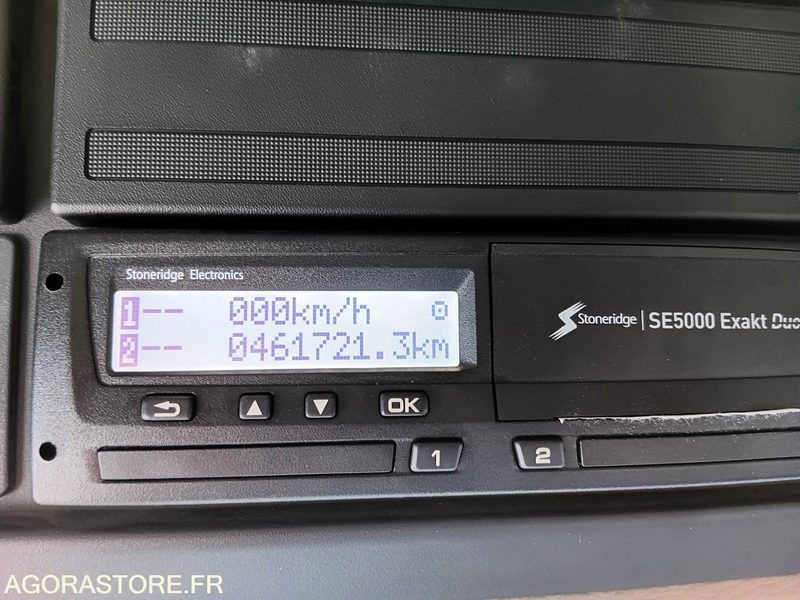 Stoneridge Electronics
1-- 000km/h
2-- 0461721.3km
Stoneridge | SE5000 Exakt Duo
OK
1 2
AGORASTORE.FR